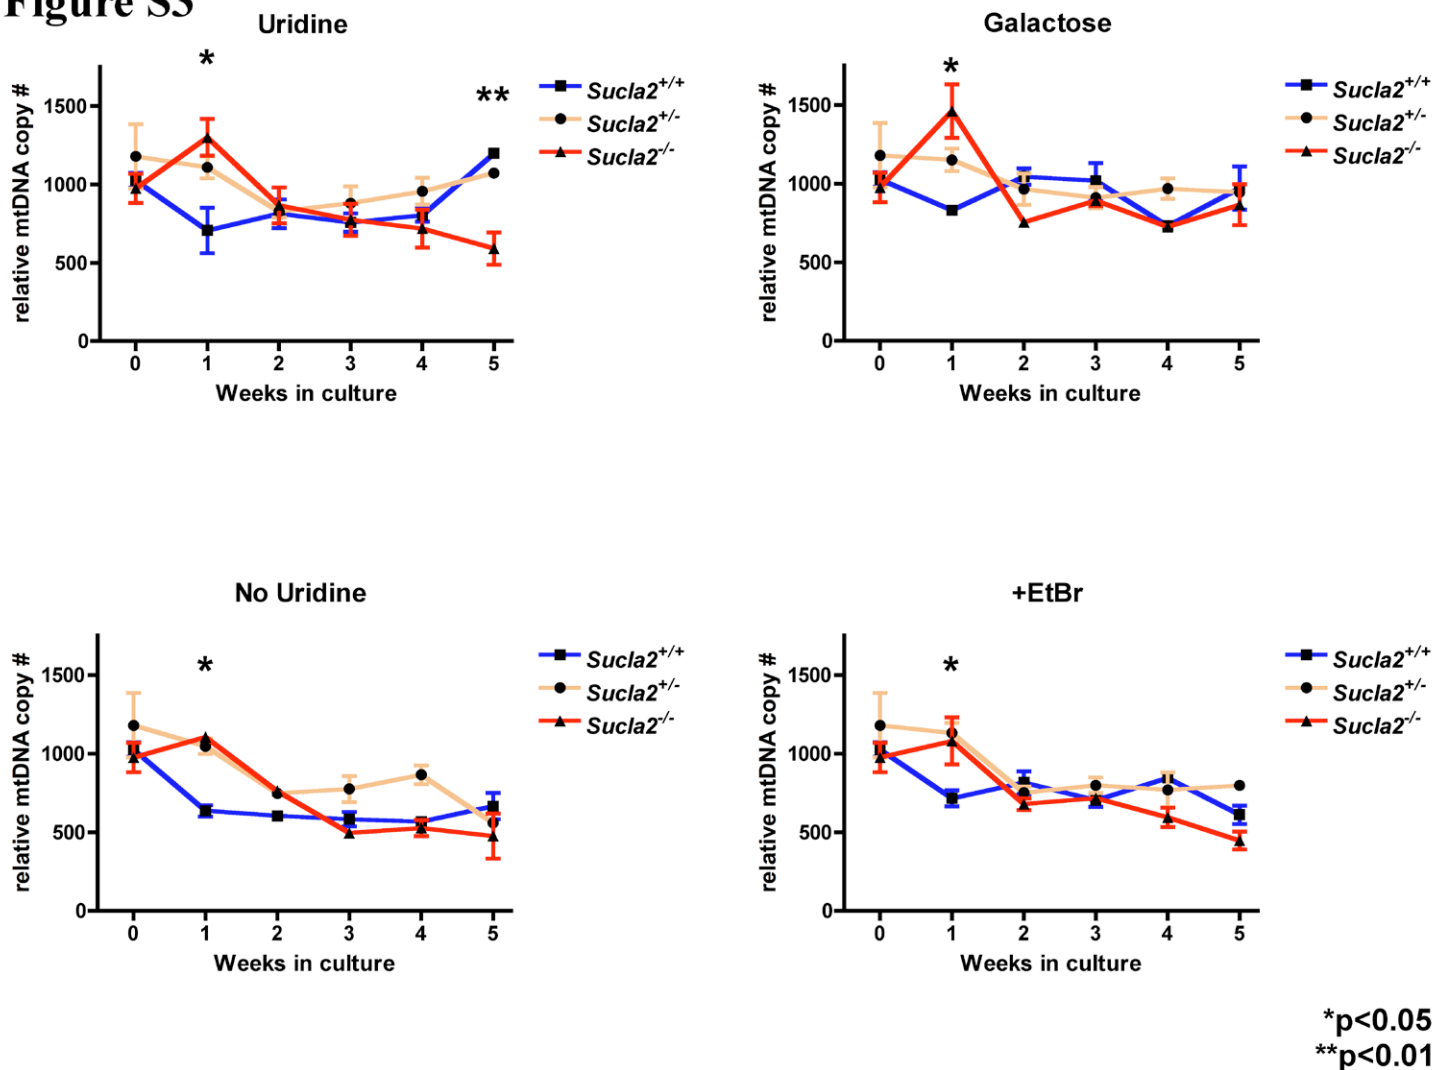 Figure S3
Uridine
*
**
1500
1000
500
0
relative mtDNA copy #
0 1 2 3 4 5
Weeks in culture
Sucla2+/+
Sucla2+/-
Sucla2-/-
Galactose
*
1500
1000
500
0
relative mtDNA copy #
0 1 2 3 4 5
Weeks in culture
Sucla2+/+
Sucla2+/-
Sucla2-/-
No Uridine
*
1500
1000
500
0
relative mtDNA copy #
0 1 2 3 4 5
Weeks in culture
Sucla2+/+
Sucla2+/-
Sucla2-/-
+EtBr
*
1500
1000
500
0
relative mtDNA copy #
0 1 2 3 4 5
Weeks in culture
Sucla2+/+
Sucla2+/-
Sucla2-/-
*p<0.05
**p<0.01